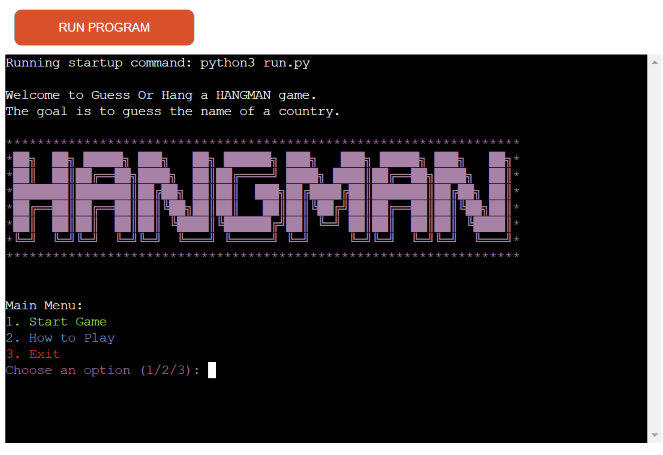 RUN PROGRAM
Running startup command: python3 run.py
Welcome to Guess Or Hang a HANGMAN game.
The goal is to guess the name of a country.
HANGMAN
Main Menu:
1. Start Game
2. How to Play
3. Exit
Choose an option (1/2/3):